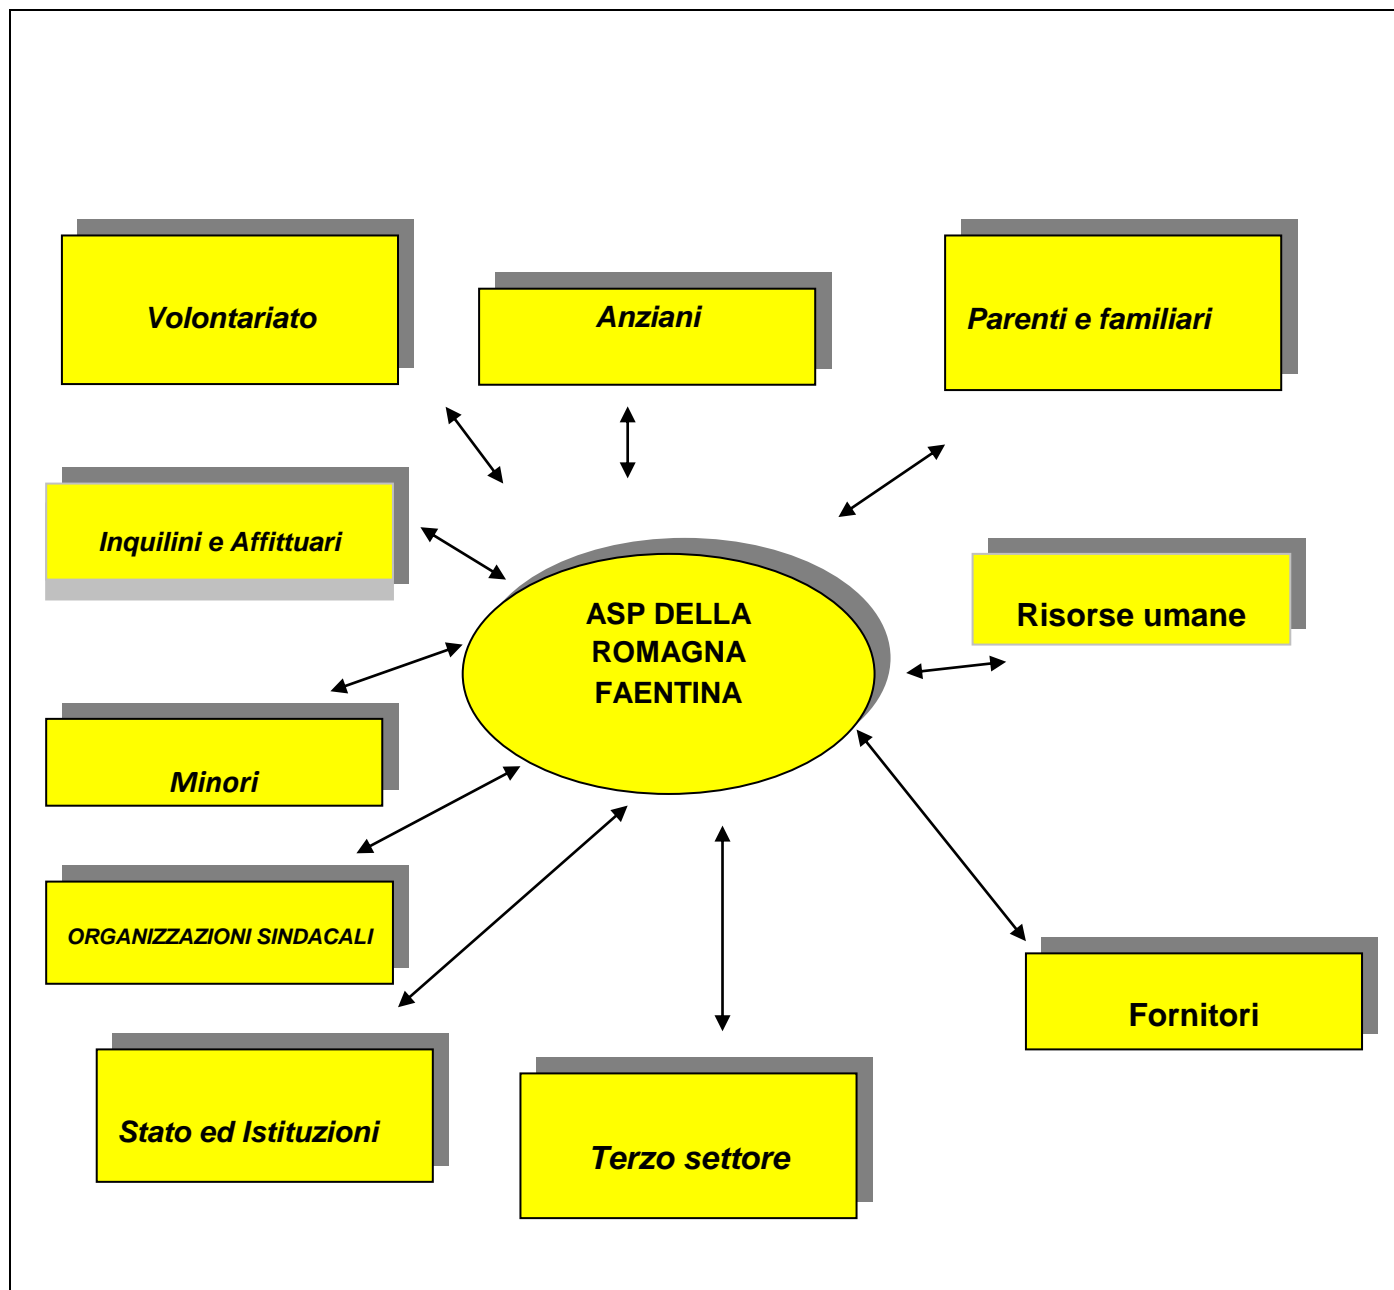 Volontariato
Anziani
Parenti e familiari
Inquilini e Affittuari
ASP DELLA
ROMAGNA
FAENTINA
Risorse umane
Minori
ORGANIZZAZIONI SINDACALI
Fornitori
Stato ed Istituzioni
Terzo settore